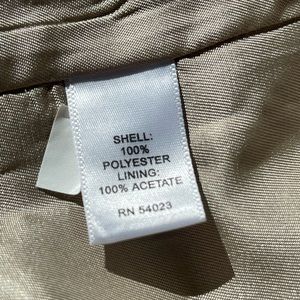 SHELL:
100%
POLYESTER
LINING:
100% ACETATE
RN 54023